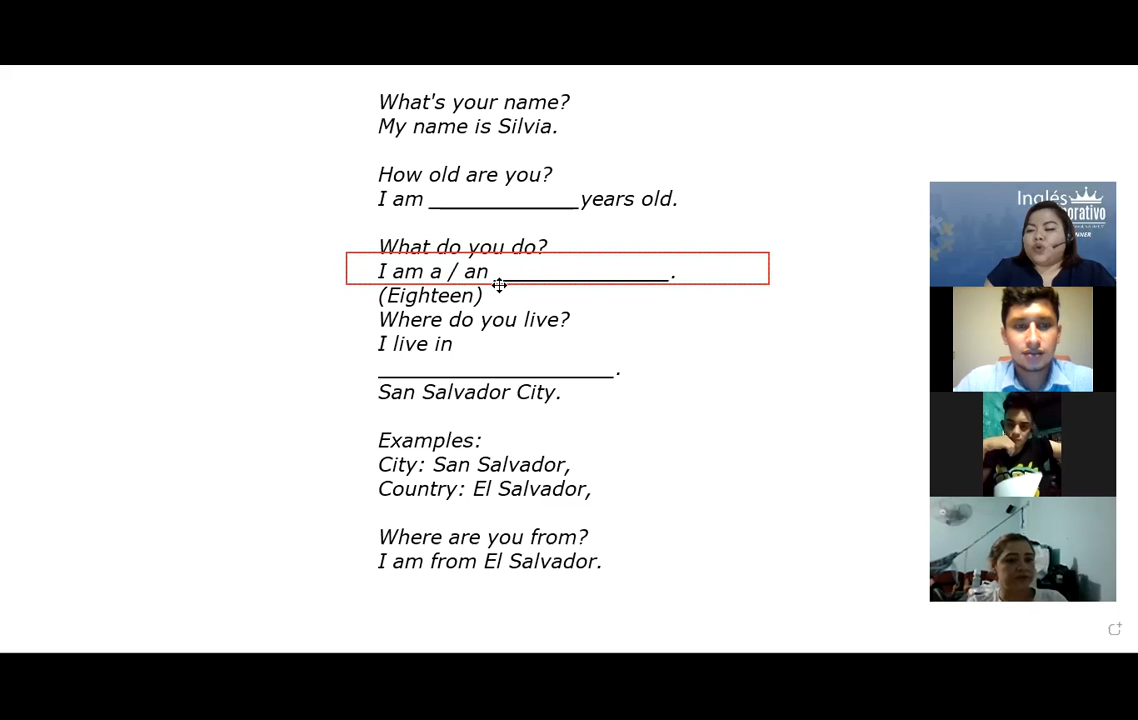 What's your name?
My name is Silvia.
How old are you?
I am ____________ years old.
What do you do?
I am a / an ______________.
(Eighteen)
Where do you live?
I live in
___________________.
San Salvador City.
Examples:
City: San Salvador,
Country: El Salvador,
Where are you from?
I am from El Salvador.
Inglés